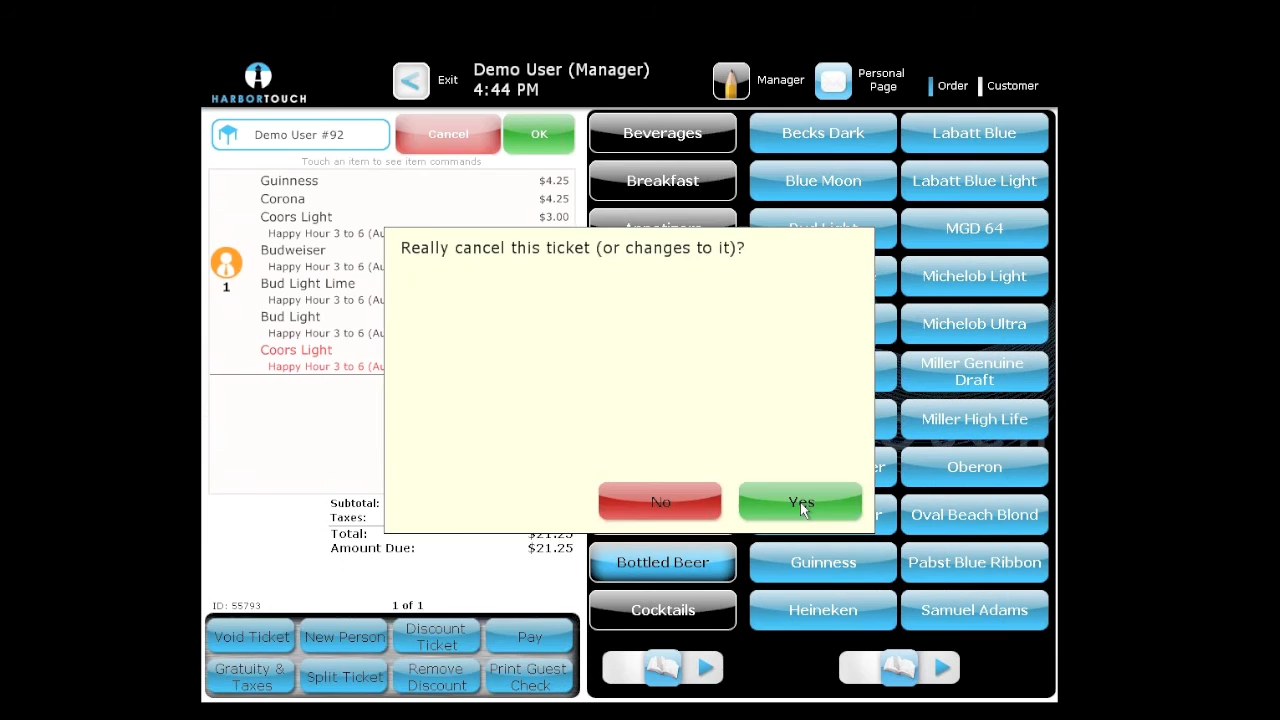 HARBORTOUCH
Exit
Demo User (Manager)
4:44 PM
Manager
Personal
Page
Order
Customer
Demo User #92
Cancel
OK
Touch an item to see item commands
Guinness $4.25
Corona $4.25
Coors Light $3.00
Happy Hour 3 to 6 (Au
Budweiser
Happy Hour 3 to 6 (Au
Bud Light Lime
Happy Hour 3 to 6 (Au
Bud Light
Happy Hour 3 to 6 (Au
Coors Light
Happy Hour 3 to 6 (Au
1
Really cancel this ticket (or changes to it)?
No
Yes
Subtotal:
Taxes:
Total: $21.25
Amount Due: $21.25
ID: 55793
1 of 1
Void Ticket
New Person
Discount
Ticket
Pay
Gratuity &
Taxes
Split Ticket
Remove
Discount
Print Guest
Check
Beverages
Breakfast
Appetizers
Bottled Beer
Cocktails
Becks Dark
Blue Moon
Bud Light
Guinness
Heineken
Labatt Blue
Labatt Blue Light
MGD 64
Michelob Light
Michelob Ultra
Miller Genuine
Draft
Miller High Life
Oberon
Oval Beach Blond
Pabst Blue Ribbon
Samuel Adams